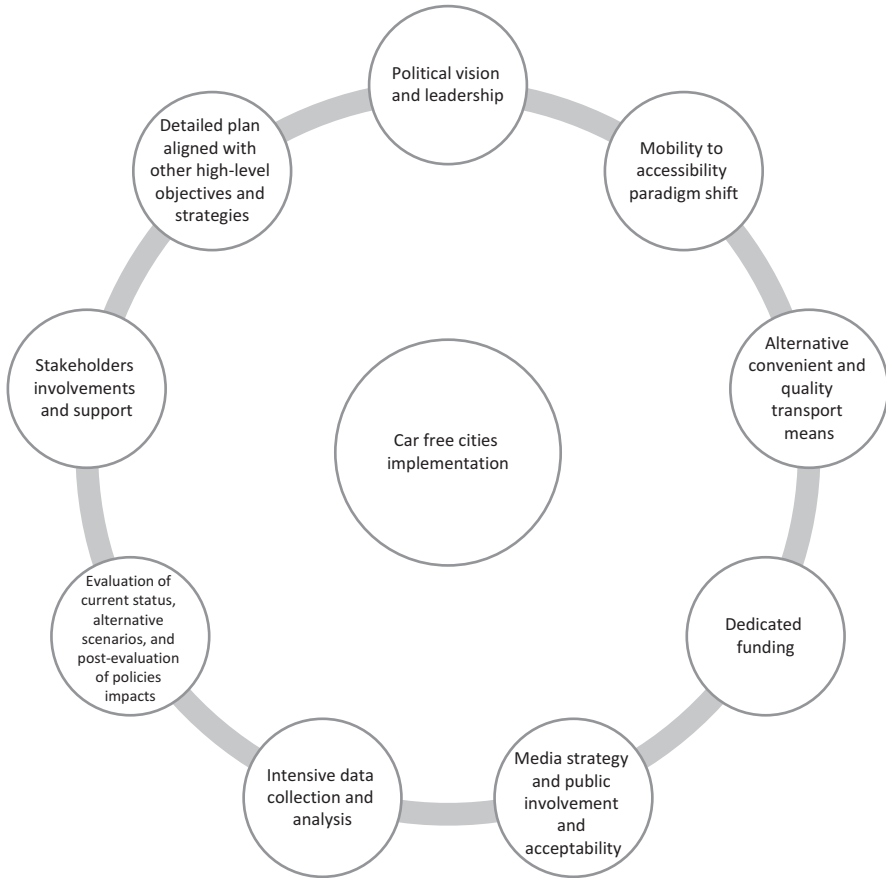 Political vision
and leadership
Mobility to
accessibility
paradigm shift
Alternative
convenient and
quality
transport
means
Dedicated
funding
Media strategy
and public
involvement
and
acceptability
Intensive data
collection and
analysis
Evaluation of
current status,
alternative
scenarios, and
post-evaluation
of policies
impacts
Stakeholders
involvements
and support
Detailed plan
aligned with
other high-level
objectives and
strategies
Car free cities
implementation